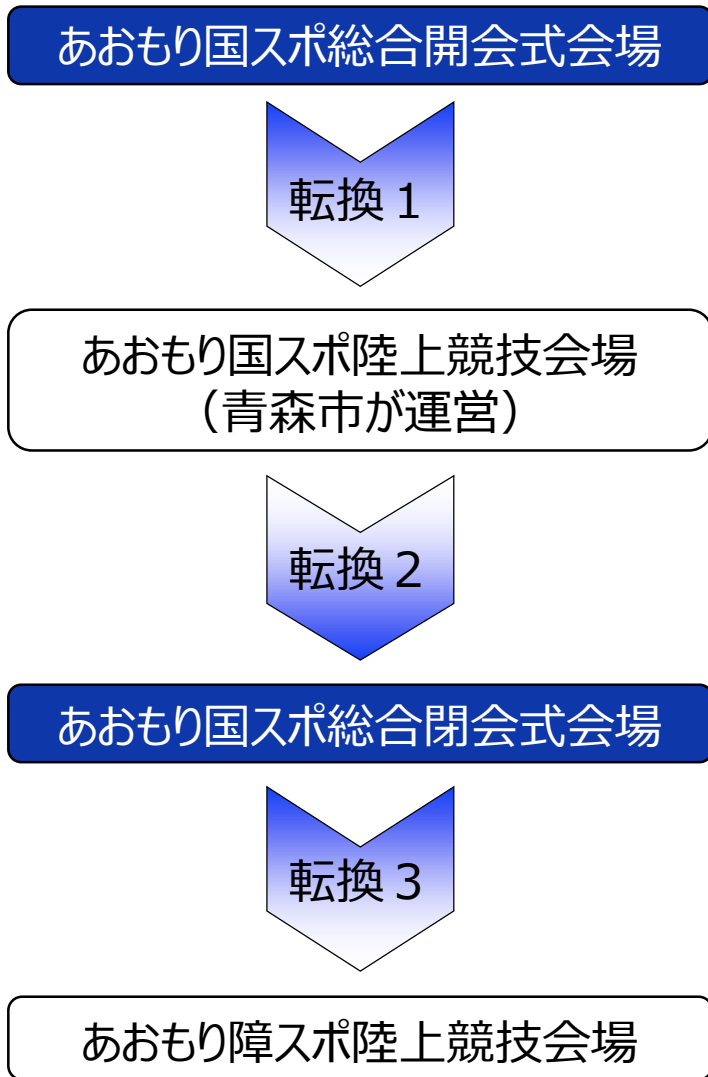 あおもり国スポ総合開会式会場
転換１
あおもり国スポ陸上競技会場
（青森市が運営）
転換２
あおもり国スポ総合閉会式会場
転換３
あおもり障スポ陸上競技会場